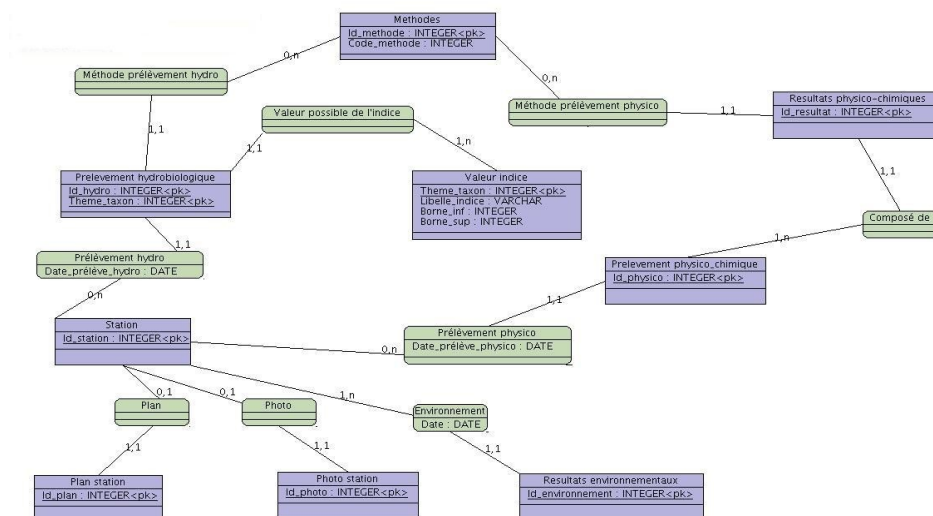 Methodes
Id_methode : INTEGER<pk>
Code_methode : INTEGER
0,n
0,n
Méthode prélèvement hydro
Méthode prélèvement physico
1,1
Resultats physico-chimiques
Id_resultat : INTEGER<pk>
Valeur possible de l'indice
1,1
1,1
1,n
1,1
Prelevement hydrobiologique
Id_hydro : INTEGER<pk>
Theme_taxon : INTEGER<pk>
Valeur indice
Theme_taxon : INTEGER<pk>
Libelle_indice : VARCHAR
Borne_inf : INTEGER
Borne_sup : INTEGER
Composé de
1,1
1,n
Prélèvement hydro
Date_préléve_hydro : DATE
Prelevement physico_chimique
Id_physico : INTEGER<pk>
0,n
1,1
Station
Id_station : INTEGER<pk>
Prélèvement physico
Date_prélève_physico : DATE
0,n
0,1
0,1
1,n
Plan
Photo
Environnement
Date : DATE
1,1
1,1
1,1
Plan station
Id_plan : INTEGER<pk>
Photo station
Id_photo : INTEGER<pk>
Resultats environnementaux
Id_environement : INTEGER<pk>